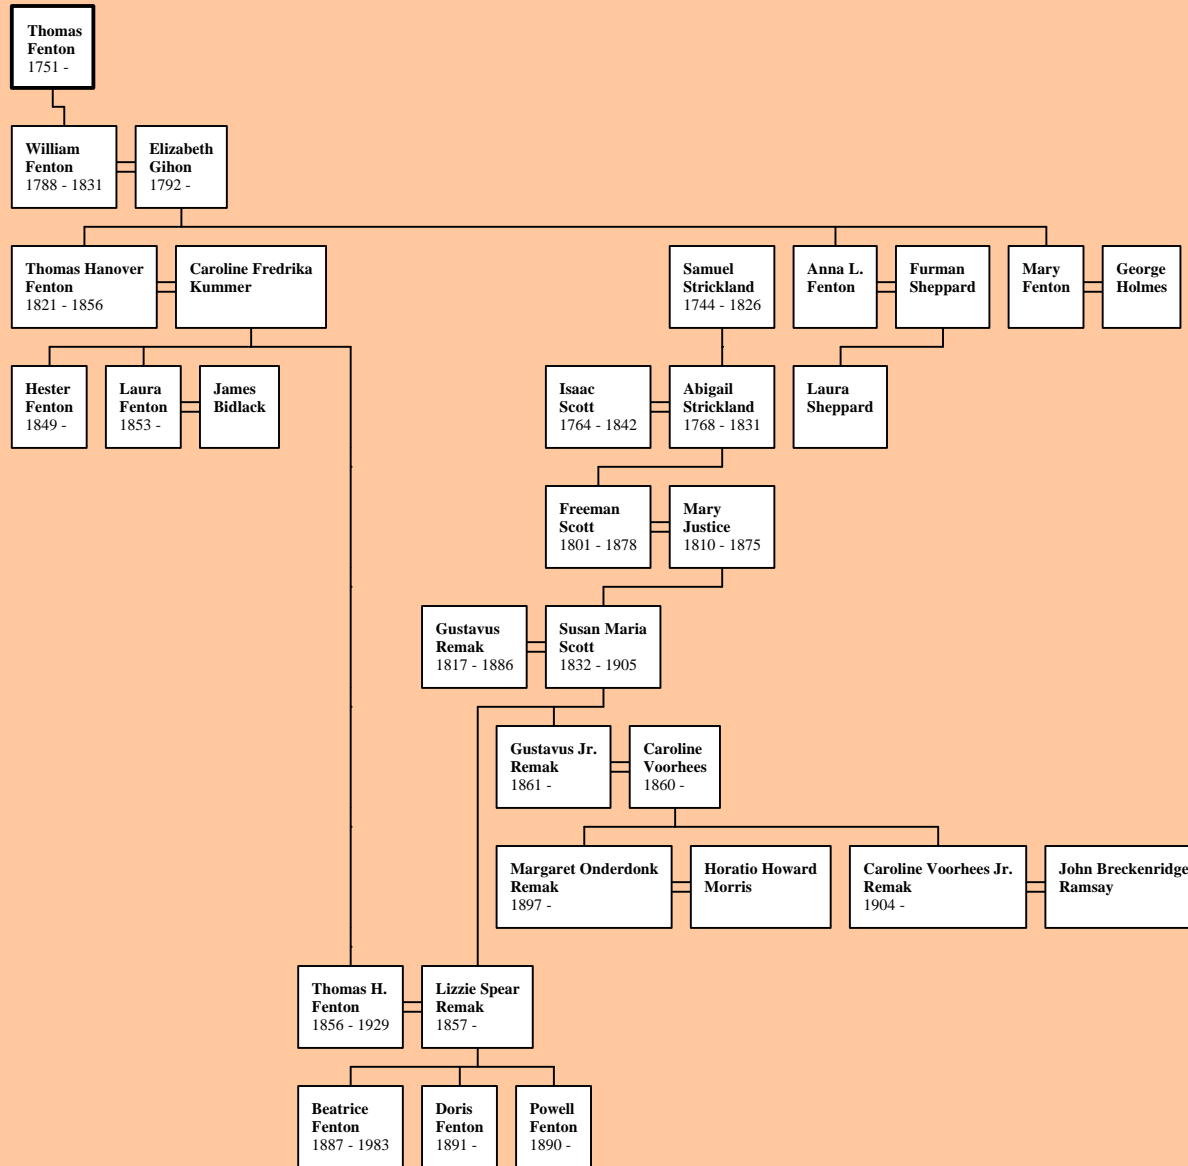 Thomas
Fenton
1751 -
William
Fenton
1788 - 1831
Elizabeth
Gihon
1792 -
Thomas Hanover
Fenton
1821 - 1856
Caroline Fredrika
Kummer
Samuel
Strickland
1744 - 1826
Anna L.
Fenton
Furman
Sheppard
Mary
Fenton
George
Holmes
Hester
Fenton
1849 -
Laura
Fenton
1853 -
James
Bidlack
Isaac
Scott
1764 - 1842
Abigail
Strickland
1768 - 1831
Laura
Sheppard
Freeman
Scott
1801 - 1878
Mary
Justice
1810 - 1875
Gustavus
Remak
1817 - 1886
Susan Maria
Scott
1832 - 1905
Gustavus Jr.
Remak
1861 -
Caroline
Voorhees
1860 -
Margaret Onderdonk
Remak
1897 -
Horatio Howard
Morris
Caroline Voorhees Jr.
Remak
1904 -
John Breckenridge
Ramsay
Thomas H.
Fenton
1856 - 1929
Lizzie Spear
Remak
1857 -
Beatrice
Fenton
1887 - 1983
Doris
Fenton
1891 -
Powell
Fenton
1890 -